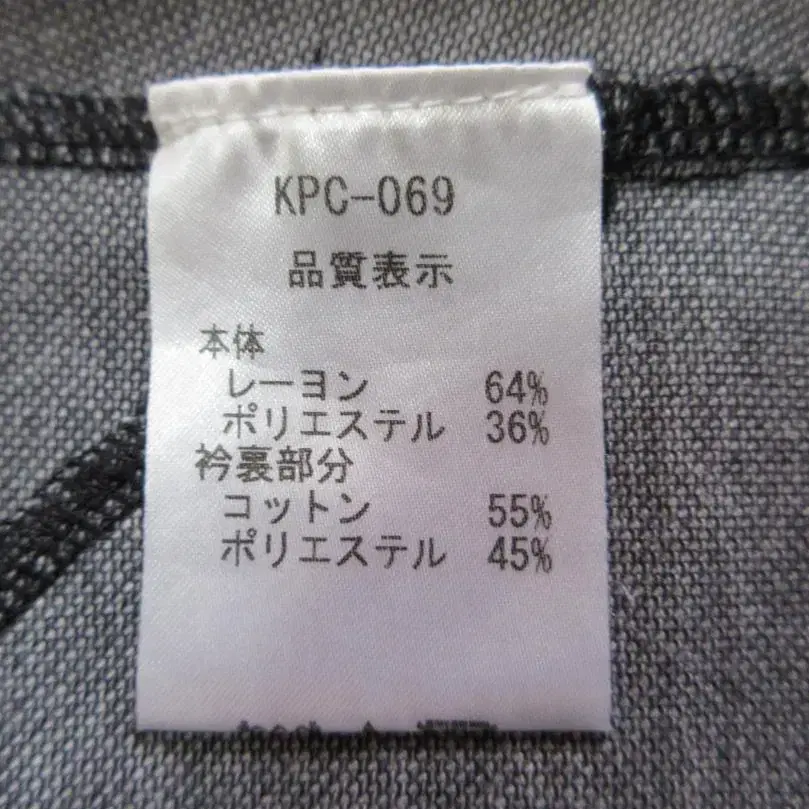 KPC-069
品質表示
本体
レーヨン 64%
ポリエステル 36%
衿裏部分
コットン 55%
ポリエステル 45%